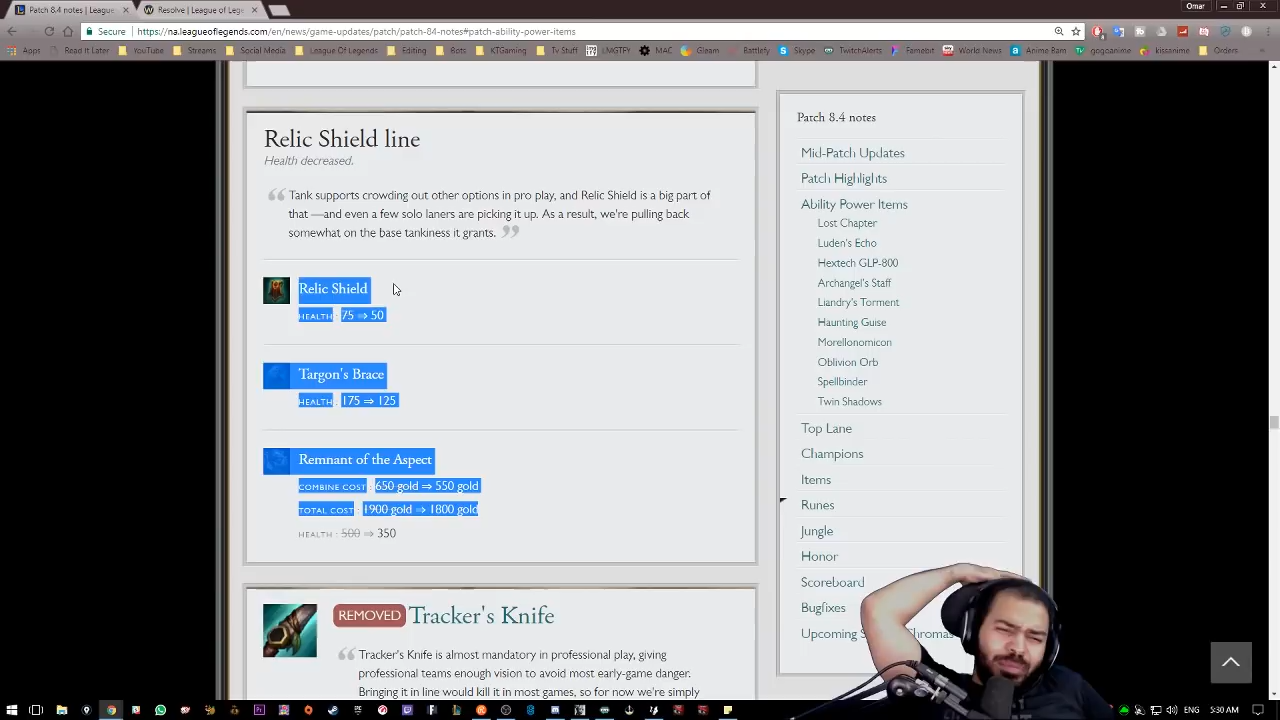 Patch 8.4 notes | League
Resolve | League of Lege
Omar
Secure
https://na.leagueoflegends.com/en/news/game-updates/patch/patch-84-notes#patch-ability-power-items
Apps
Read It Later
YouTube
Streams
Social Media
League Of Legends
Editing
Bots
KTGaming
Tv Stuff
LMGTFY
MAC
Gleam
Battlefy
Skype
TwitchAlerts
Famebit
World News
Anime Bam
gogoanime
kissanime
Orders
Relic Shield line
Health decreased.
Tank supports crowding out other options in pro play, and Relic Shield is a big part of
that —and even a few solo laners are picking it up. As a result, we're pulling back
somewhat on the base tankiness it grants.
Relic Shield
HEALTH : 75 ⇒ 50
Targon's Brace
HEALTH : 175 ⇒ 125
Remnant of the Aspect
COMBINE COST : 650 gold ⇒ 550 gold
TOTAL COST : 1900 gold ⇒ 1800 gold
HEALTH : 500 ⇒ 350
REMOVED Tracker's Knife
Tracker's Knife is almost mandatory in professional play, giving
professional teams enough vision to avoid most early-game danger.
Bringing it in line would kill it in most games, so for now we're simply
Patch 8.4 notes
Mid-Patch Updates
Patch Highlights
Ability Power Items
Lost Chapter
Luden's Echo
Hextech GLP-800
Archangel's Staff
Liandry's Torment
Haunting Guise
Morellonomicon
Oblivion Orb
Spellbinder
Twin Shadows
Top Lane
Champions
Items
Runes
Jungle
Honor
Scoreboard
Bugfixes
Upcoming S Chromas
5:30 AM